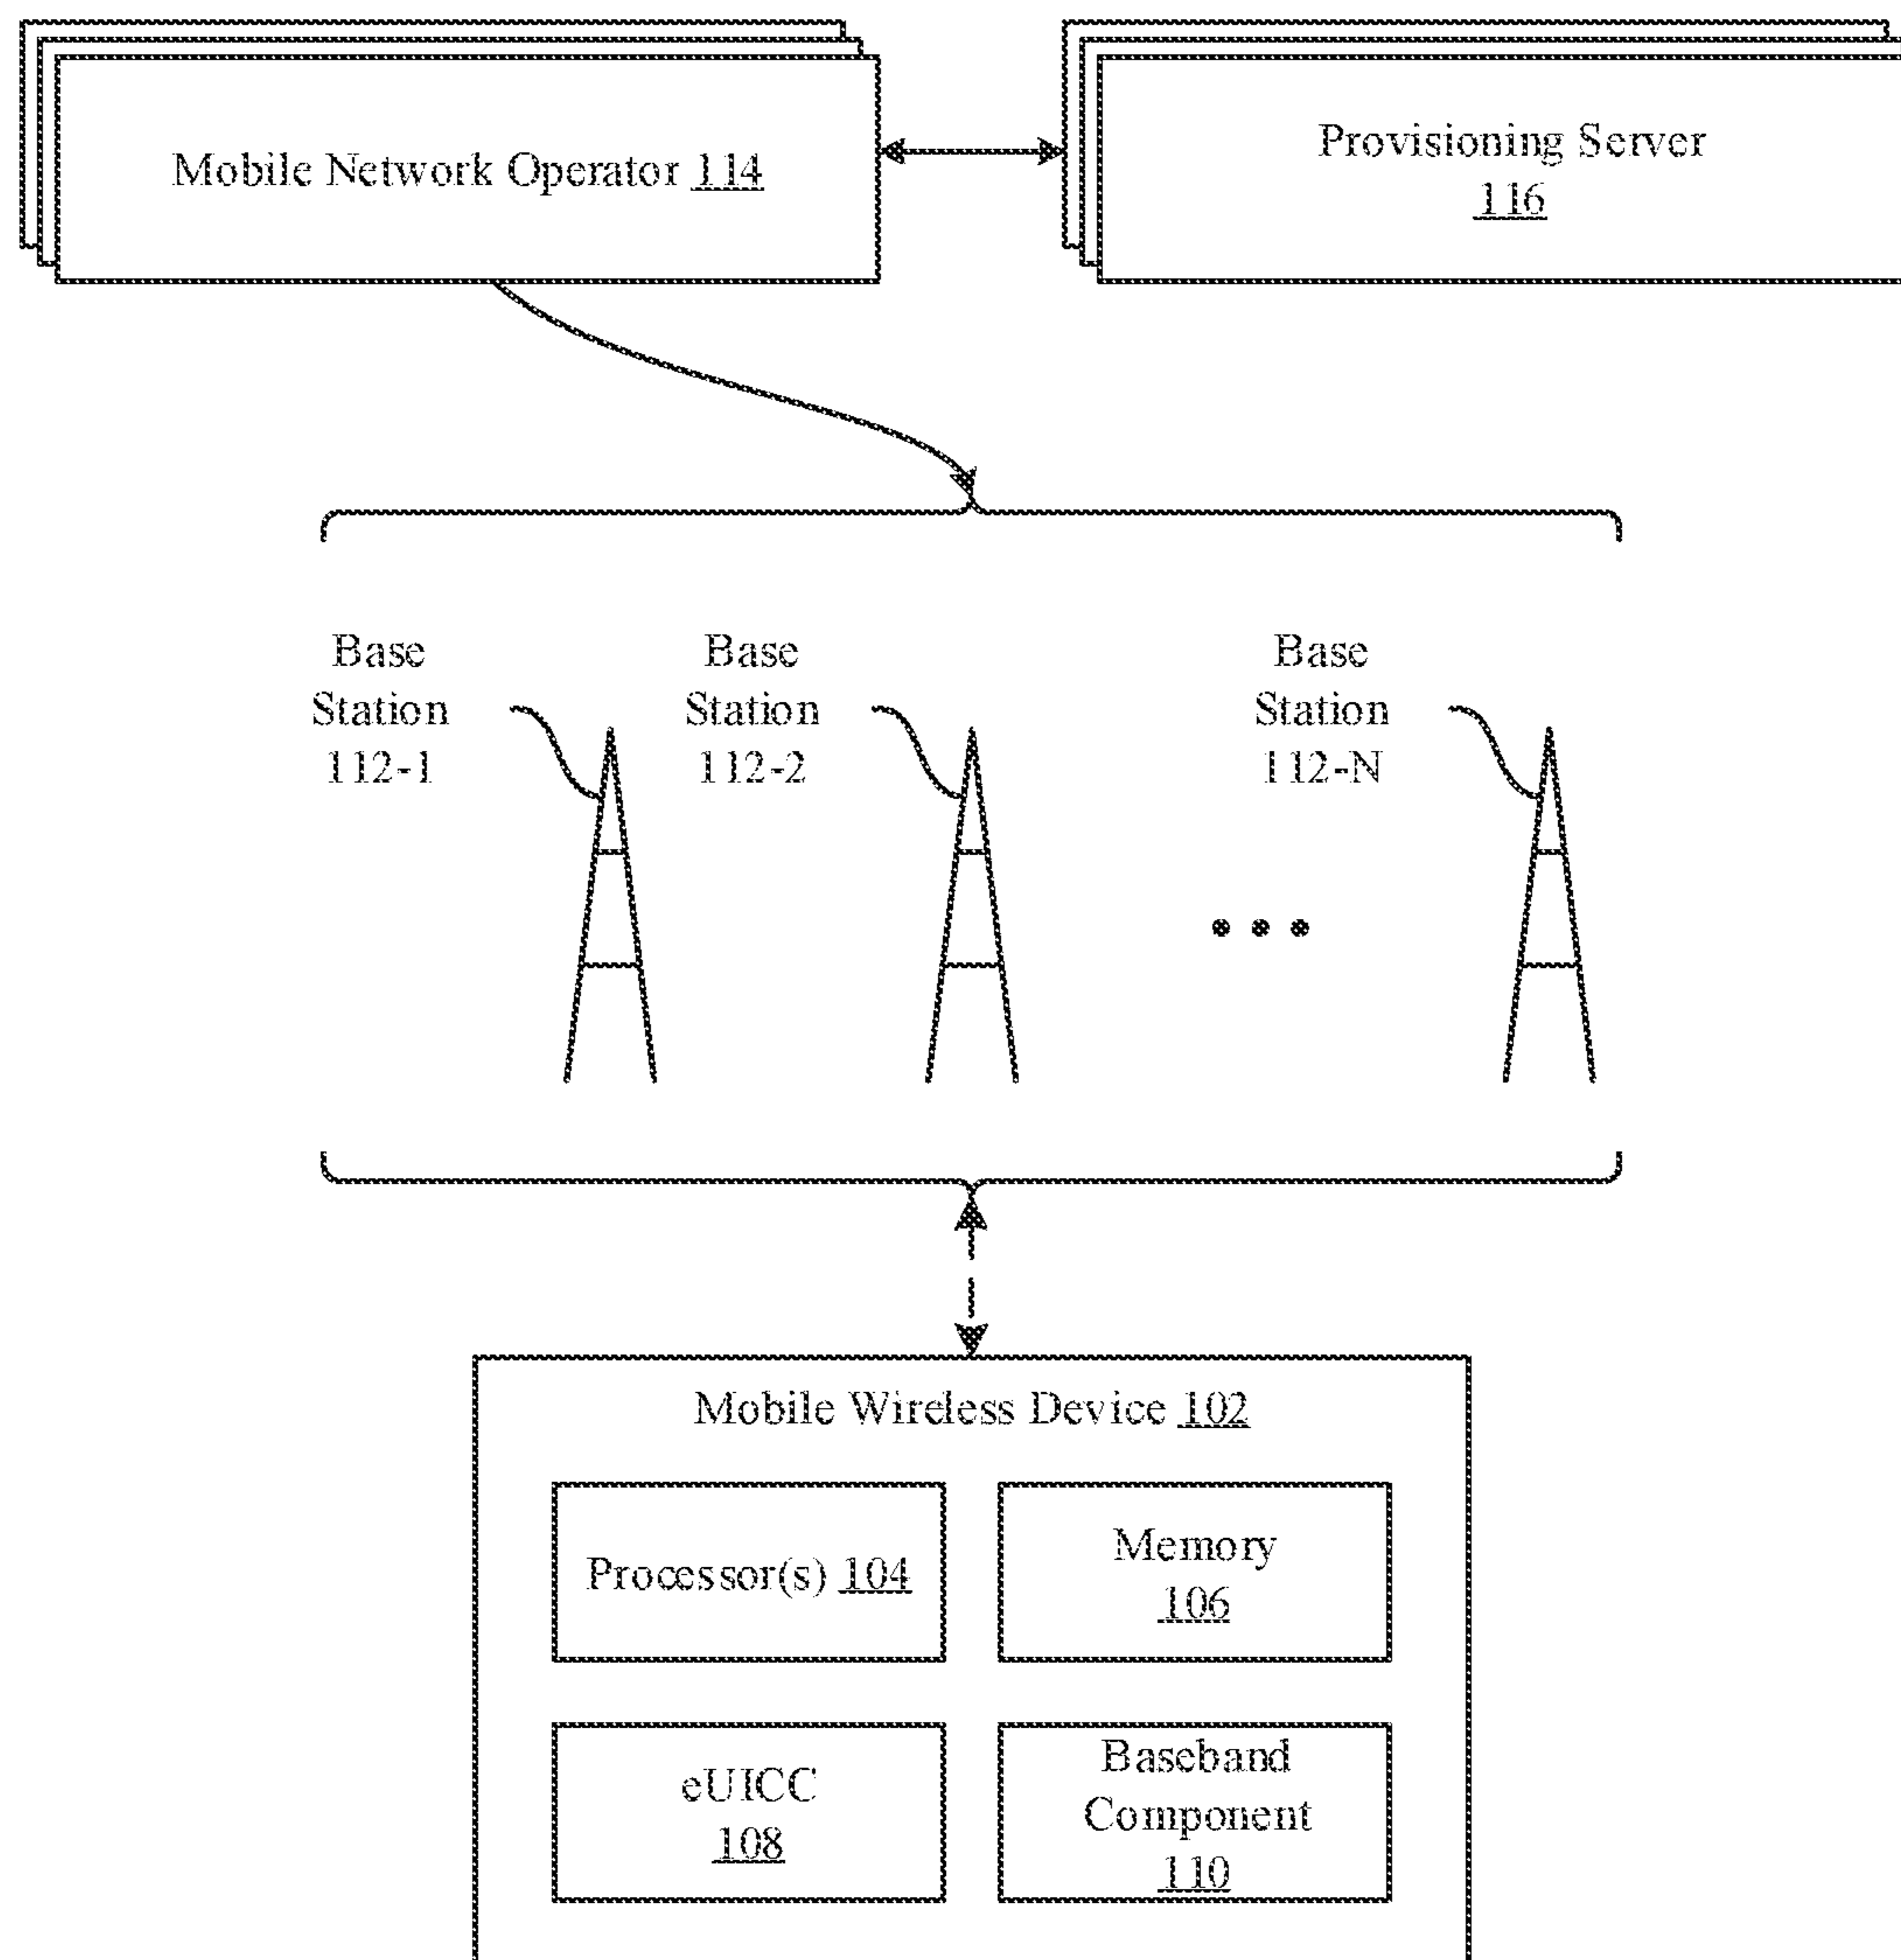 Mobile Network Operator 114
Provisioning Server
116
Base
Station
112-1
Base
Station
112-2
Base
Station
112-N
Mobile Wireless Device 102
Processor(s) 104
Memory
106
eUICC
108
Baseband
Component
110